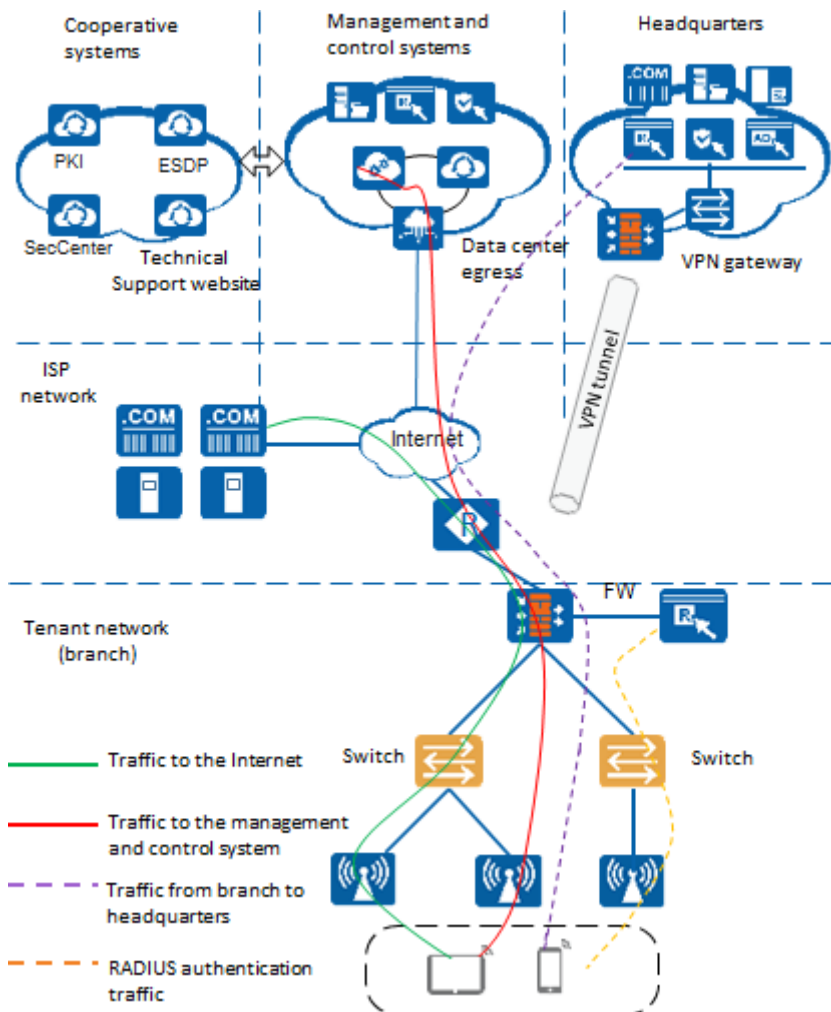 Cooperative
systems
Management and
control systems
Headquarters
.COM
R
PKI
ESDP
R
AD
SecCenter
Technical
Support website
Data center
egress
VPN gateway
ISP
network
VPN tunnel
.COM
.COM
Internet
R
FW
R
Tenant network
(branch)
Switch
Switch
Traffic to the Internet
Traffic to the management
and control system
Traffic from branch to
headquarters
RADIUS authentication
traffic